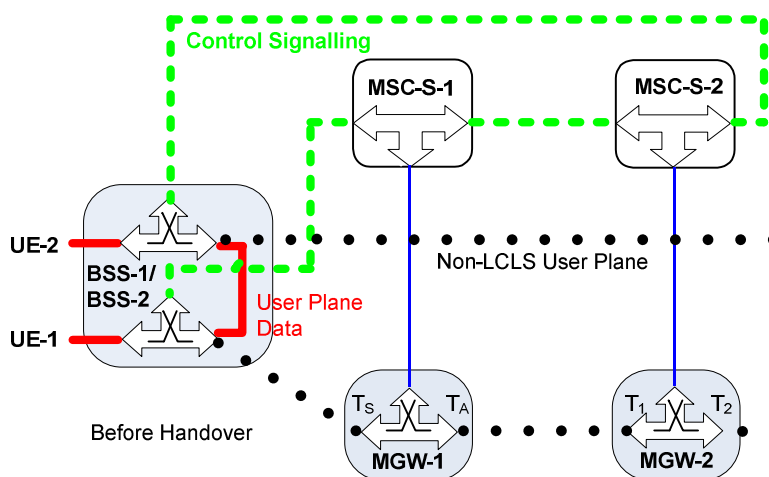 Control Signalling
MSC-S-1
MSC-S-2
UE-2
BSS-1/
BSS-2
Non-LCLS User Plane
User Plane
Data
UE-1
Before Handover
TS
TA
T1
T2
MGW-1
MGW-2